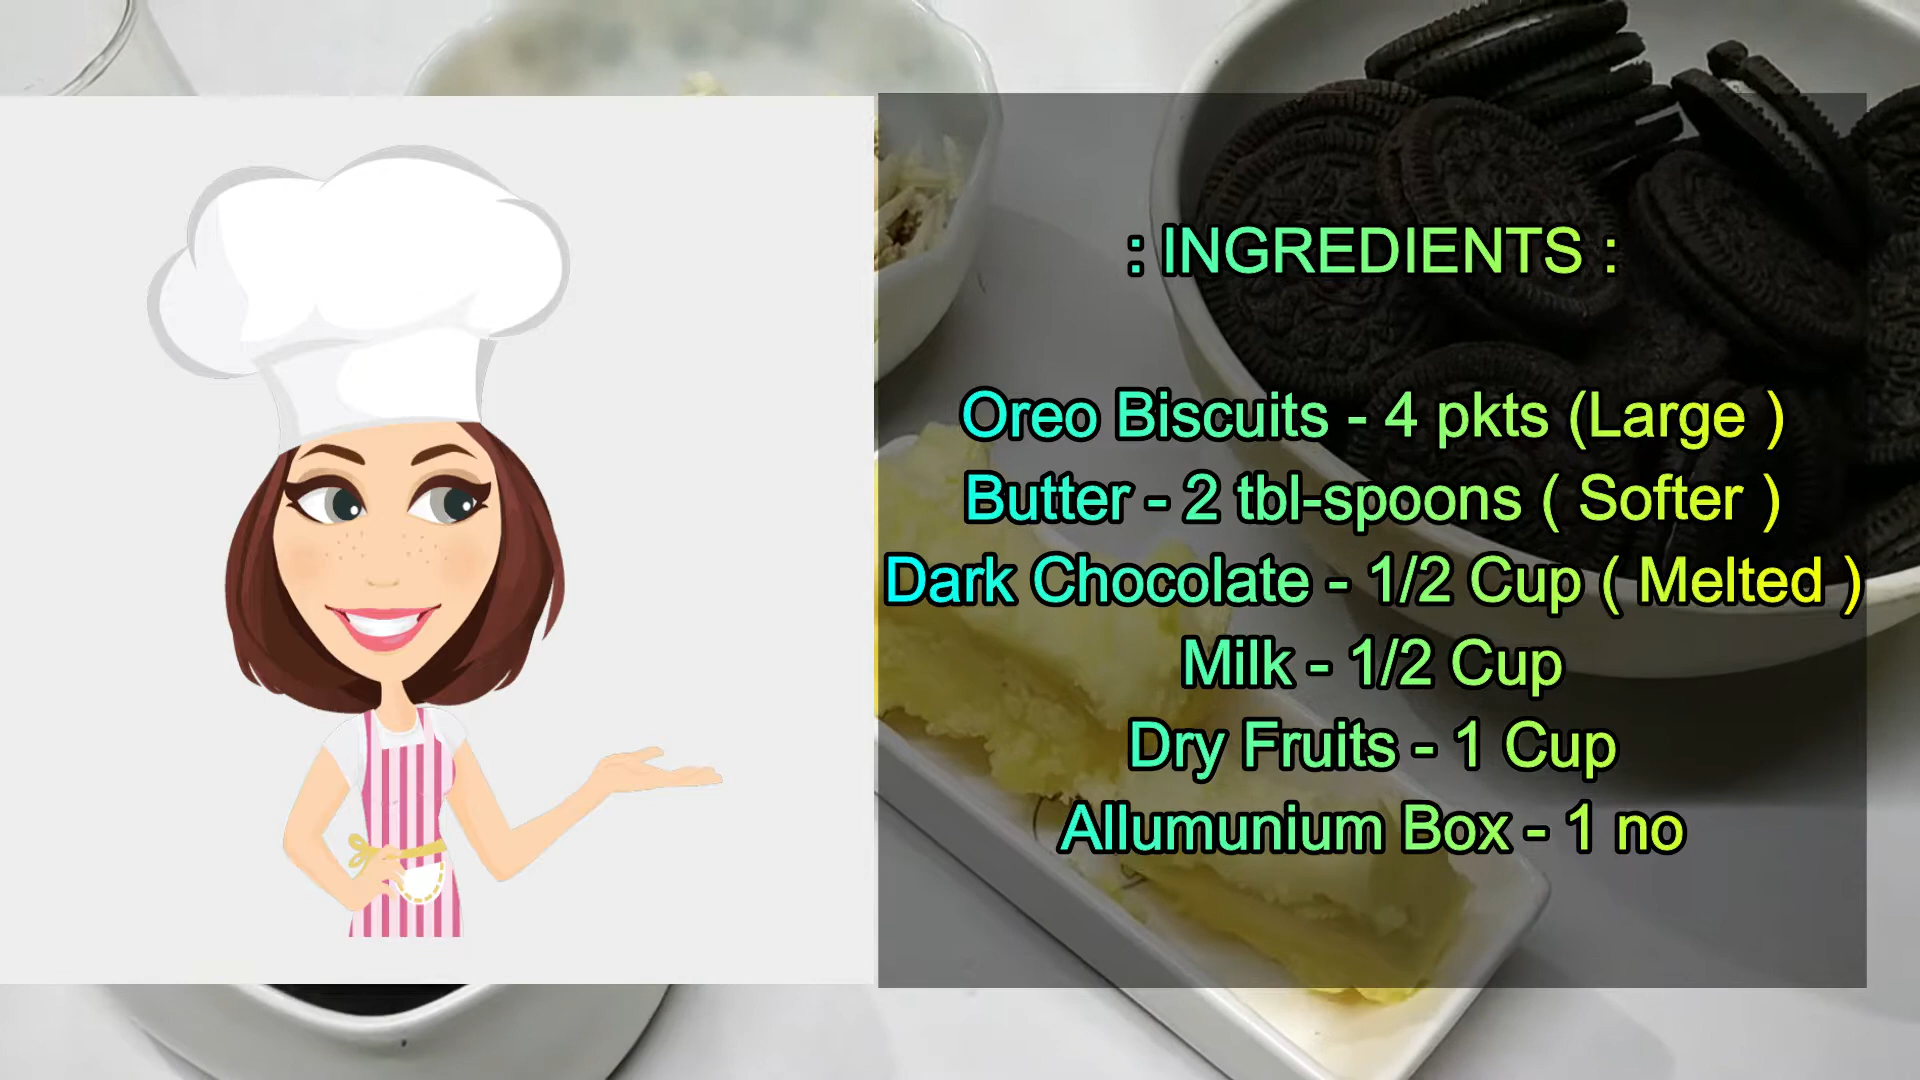 : INGREDIENTS :
Oreo Biscuits - 4 pkts (Large )
Butter - 2 tbl-spoons ( Softer )
Dark Chocolate - 1/2 Cup ( Melted )
Milk - 1/2 Cup
Dry Fruits - 1 Cup
Allumunium Box - 1 no